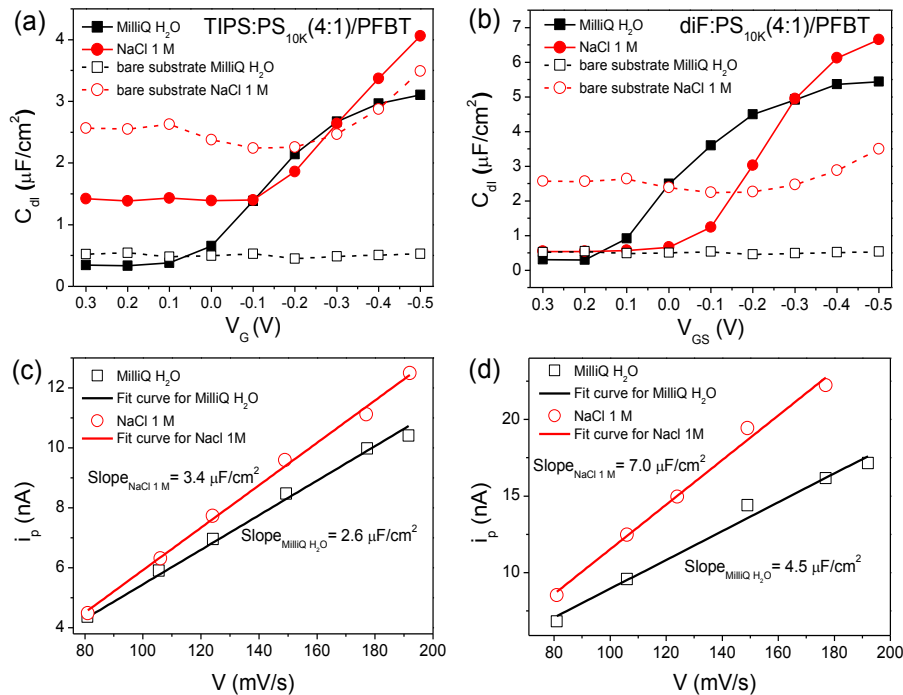 (a)
TIPS:PS10K(4:1)/PFBT
MilliQ H2O
NaCl 1 M
bare substrate MilliQ H2O
bare substrate NaCl 1 M
Cdl (μF/cm2)
4
3
2
1
0
0.3 0.2 0.1 0.0 -0.1 -0.2 -0.3 -0.4 -0.5
VG (V)
(b)
diF:PS10K(4:1)/PFBT
MilliQ H2O
NaCl 1 M
bare substrate MilliQ H2O
bare substrate NaCl 1 M
Cdl (μF/cm2)
7
6
5
4
3
2
1
0
0.3 0.2 0.1 0.0 -0.1 -0.2 -0.3 -0.4 -0.5
VGS (V)
(c)
MilliQ H2O
Fit curve for MilliQ H2O
NaCl 1 M
Fit curve for Nacl 1M
SlopeNaCl 1 M= 3.4 μF/cm2
SlopeMilliQ H2O= 2.6 μF/cm2
ip (nA)
12
10
8
6
4
80 100 120 140 160 180 200
V (mV/s)
(d)
MilliQ H2O
Fit curve for MilliQ H2O
NaCl 1 M
Fit curve for Nacl 1M
SlopeNaCl 1 M= 7.0 μF/cm2
SlopeMilliQ H2O= 4.5 μF/cm2
ip (nA)
25
20
15
10
80 100 120 140 160 180 200
V (mV/s)